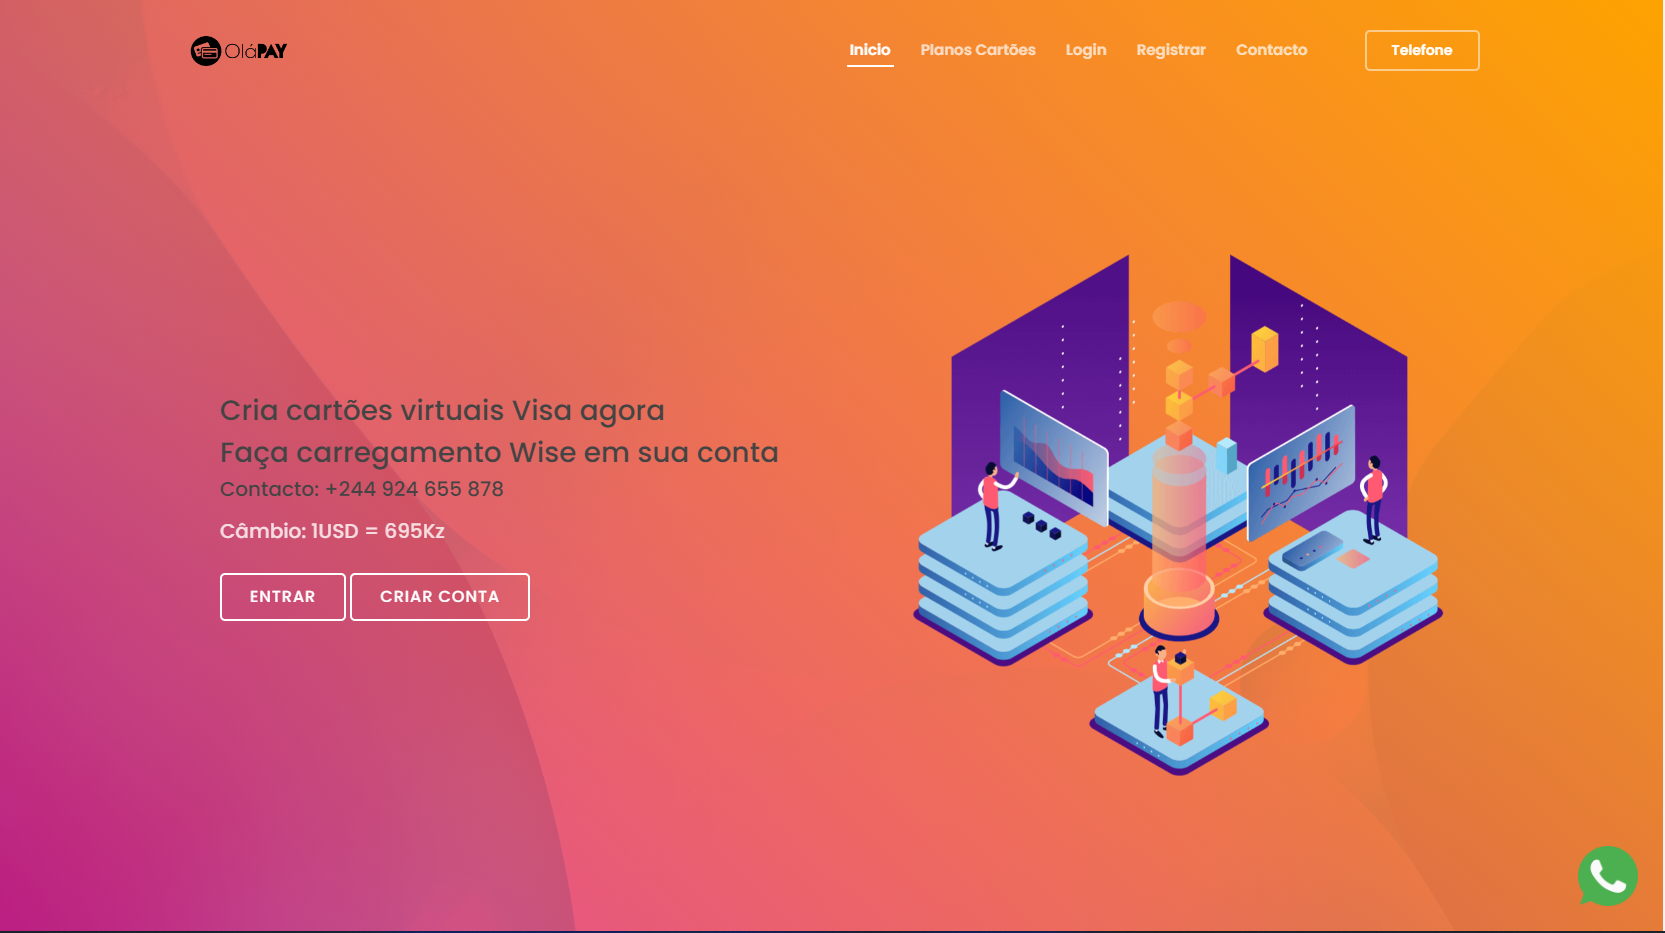 OláPAY
Inicio
Planos Cartões
Login
Registrar
Contacto
Telefone
Cria cartões virtuais Visa agora
Faça carregamento Wise em sua conta
Contacto: +244 924 655 878
Câmbio: 1USD = 695Kz
ENTRAR
CRIAR CONTA